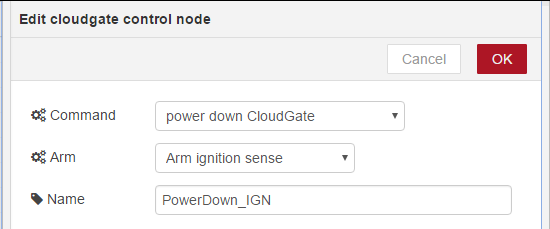 Edit cloudgate control node
Cancel OK
Command power down CloudGate
Arm Arm ignition sense
Name PowerDown_IGN